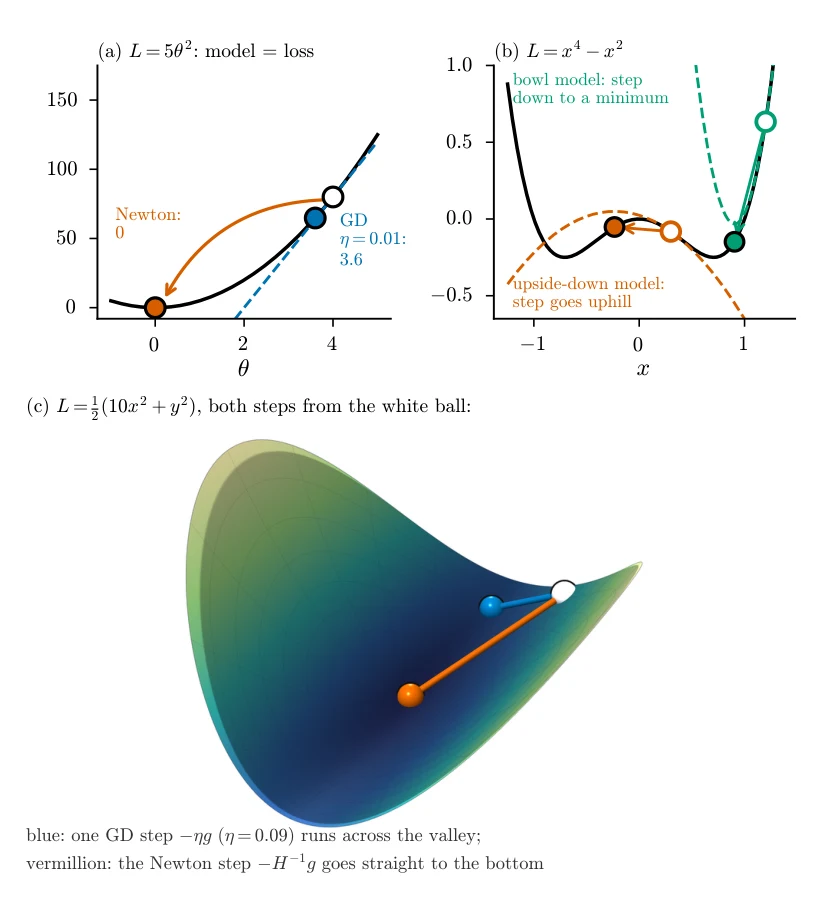 (a) L = 5θ²: model = loss
150
100
50
0
Newton:
0
GD
η = 0.01:
3.6
0 2 4
θ
(b) L = x⁴ − x²
1.0
0.5
0.0
−0.5
bowl model: step
down to a minimum
upside-down model:
step goes uphill
−1 0 1
x
(c) L = ½(10x² + y²), both steps from the white ball:
blue: one GD step −ηg (η = 0.09) runs across the valley;
vermillion: the Newton step −H⁻¹g goes straight to the bottom